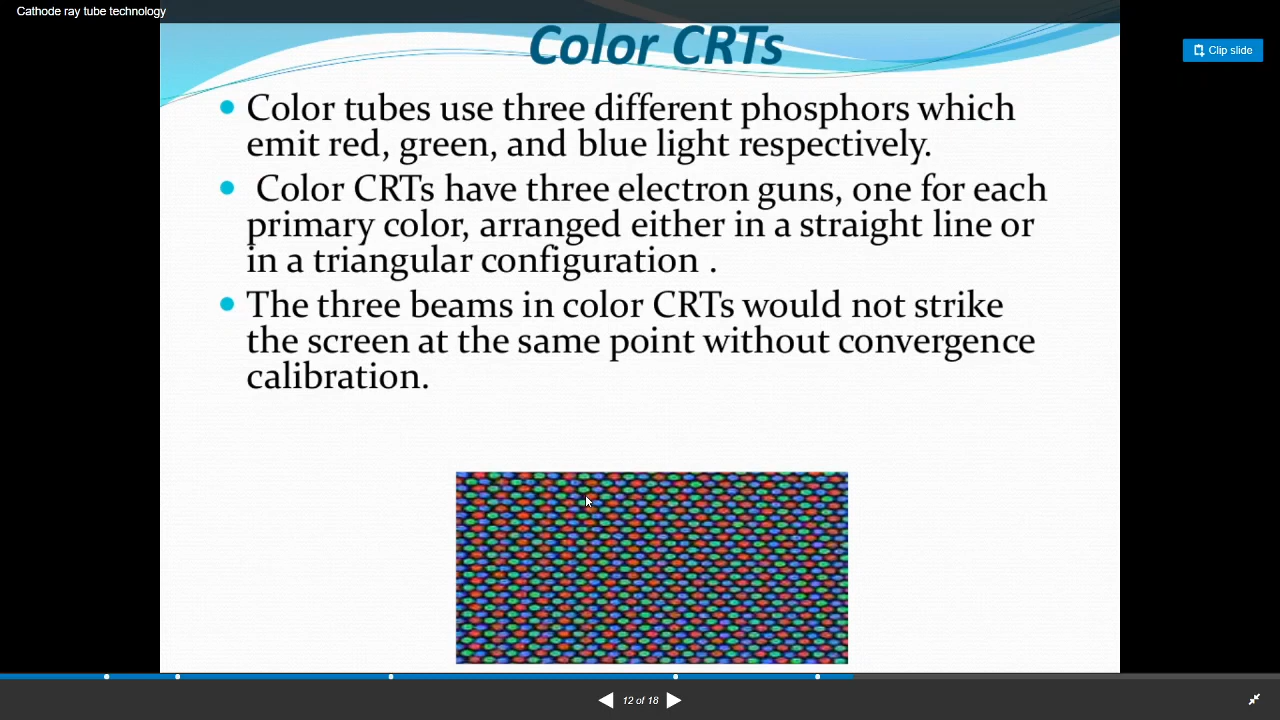 Cathode ray tube technology
Color CRTs
Clip slide
Color tubes use three different phosphors which
emit red, green, and blue light respectively.
Color CRTs have three electron guns, one for each
primary color, arranged either in a straight line or
in a triangular configuration .
The three beams in color CRTs would not strike
the screen at the same point without convergence
calibration.
12 of 18